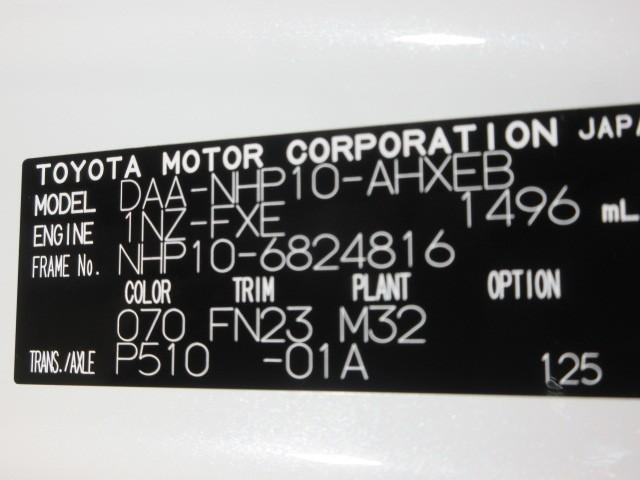 TOYOTA MOTOR CORPORATION JAPA
MODEL DAA-NHP10-AHXEB
ENGINE 1NZ-FXE 1496 mL
FRAME No. NHP10-6824816
COLOR TRIM PLANT OPTION
070 FN23 M32
TRANS./AXLE P510 -01A 125